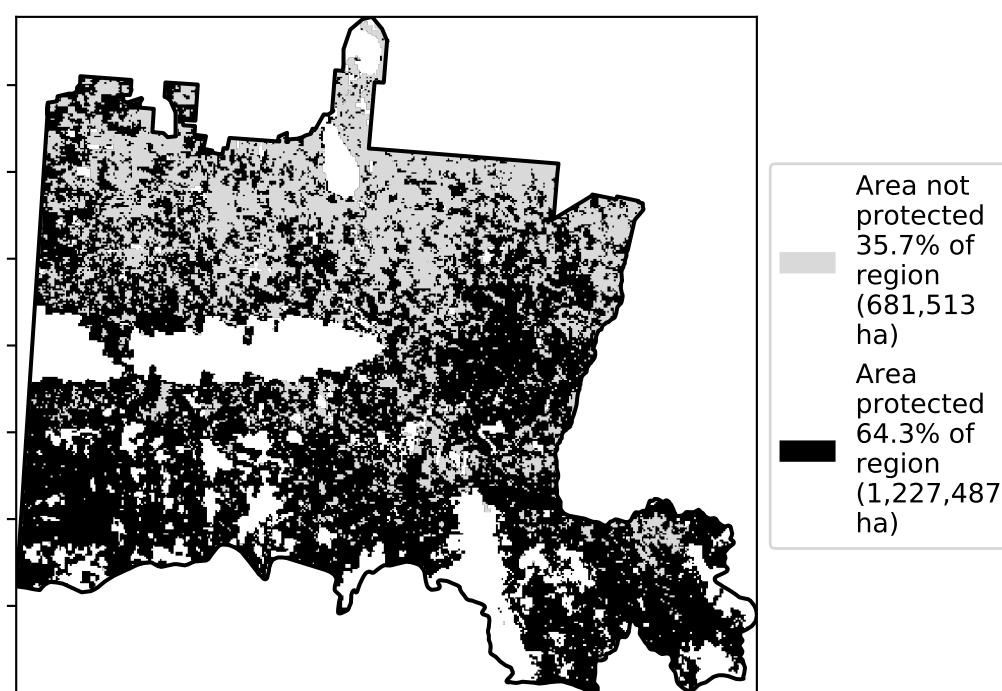 Area not
protected
35.7% of
region
(681,513
ha)
Area
protected
64.3% of
region
(1,227,487
ha)